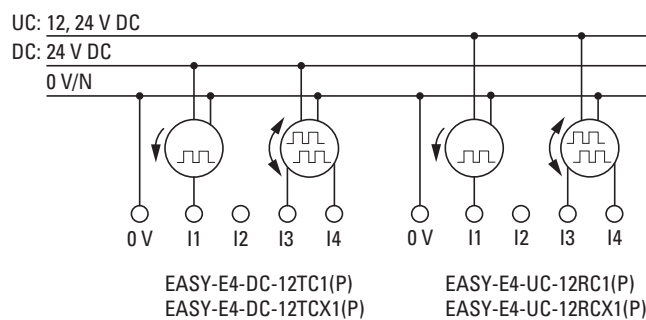 UC: 12, 24 V DC
DC: 24 V DC
0 V/N
0 V I1 I2 I3 I4 0 V I1 I2 I3 I4
EASY-E4-DC-12TC1(P) EASY-E4-UC-12RC1(P)
EASY-E4-DC-12TCX1(P) EASY-E4-UC-12RCX1(P)